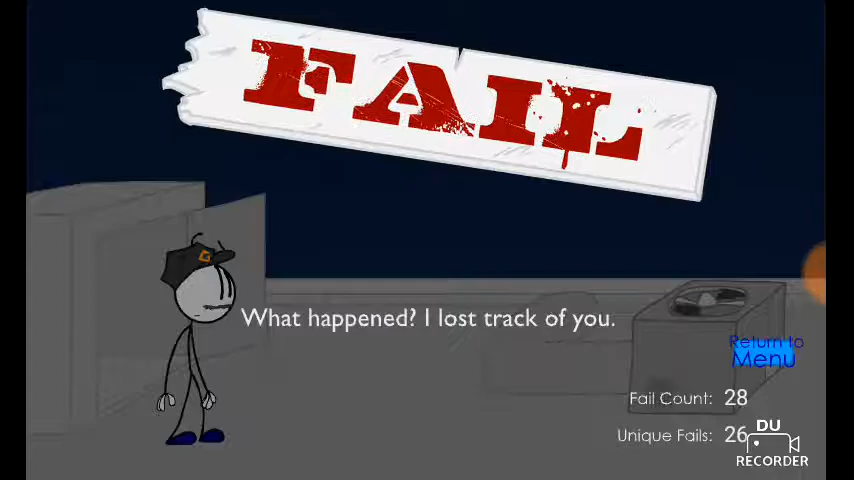 FAIL
What happened? I lost track of you.
Return to
Menu
Fail Count: 28
Unique Fails: 26
DU
RECORDER